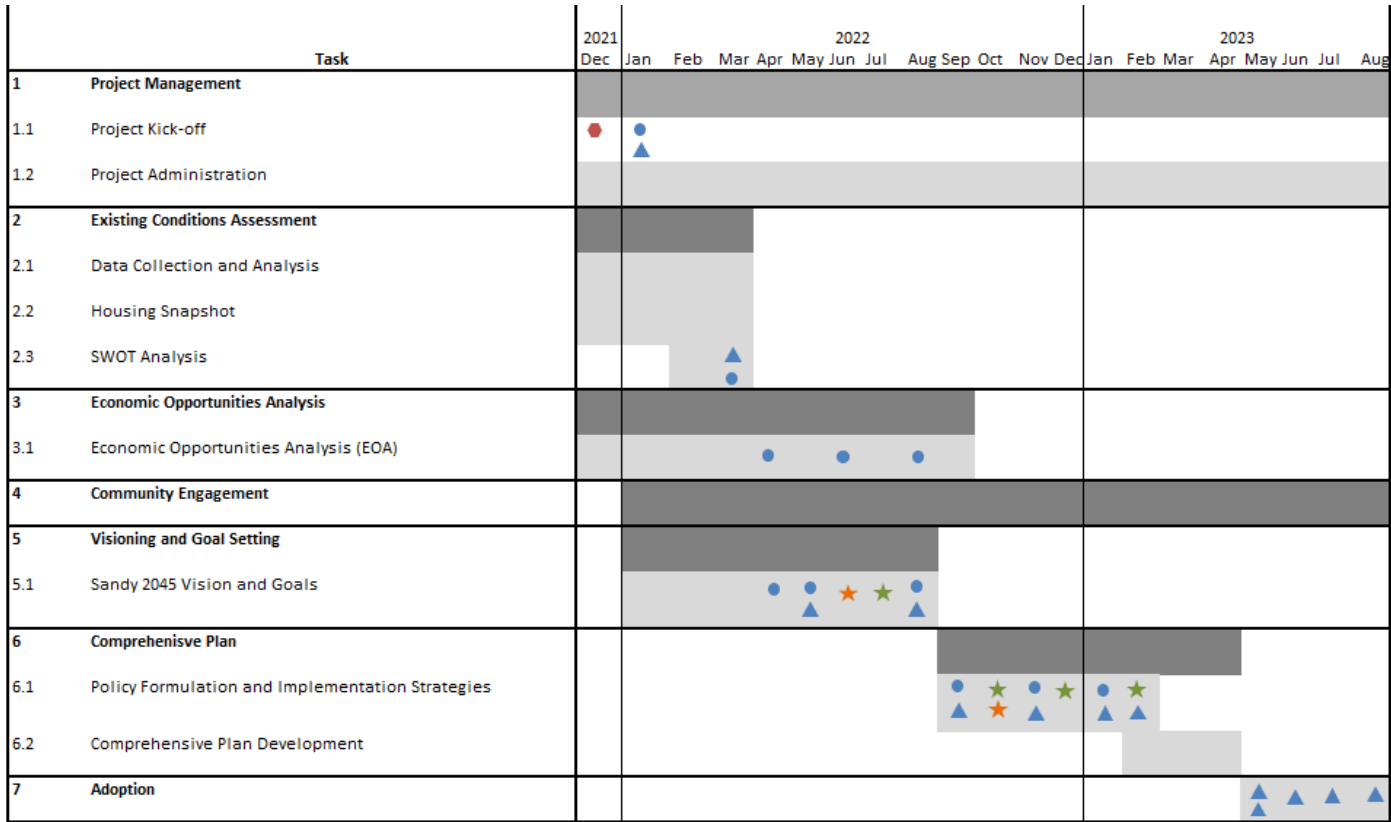 2021 2022 2023
Task Dec Jan Feb Mar Apr May Jun Jul Aug Sep Oct Nov Dec Jan Feb Mar Apr May Jun Jul Aug
1 Project Management
1.1 Project Kick-off
1.2 Project Administration
2 Existing Conditions Assessment
2.1 Data Collection and Analysis
2.2 Housing Snapshot
2.3 SWOT Analysis
3 Economic Opportunities Analysis
3.1 Economic Opportunities Analysis (EOA)
4 Community Engagement
5 Visioning and Goal Setting
5.1 Sandy 2045 Vision and Goals
6 Comprehenisve Plan
6.1 Policy Formulation and Implementation Strategies
6.2 Comprehensive Plan Development
7 Adoption